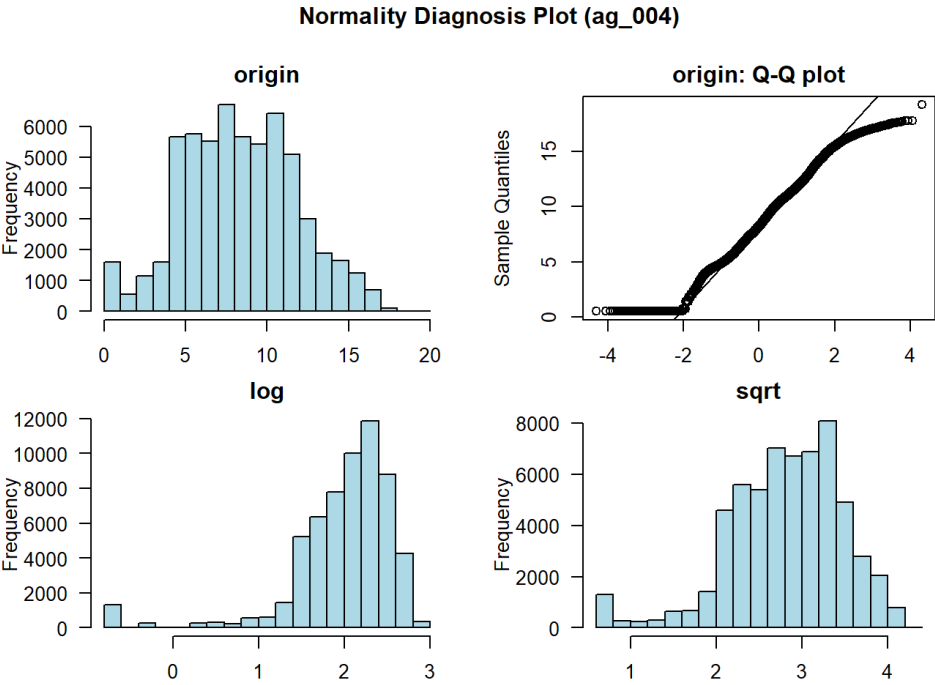 Normality Diagnosis Plot (ag_004)
origin
Frequency
6000
5000
4000
3000
2000
1000
0
0 5 10 15 20
origin: Q-Q plot
Sample Quantiles
15
10
5
0
-4 -2 0 2 4
log
Frequency
12000
10000
8000
6000
4000
2000
0
0 1 2 3
sqrt
Frequency
8000
6000
4000
2000
0
1 2 3 4